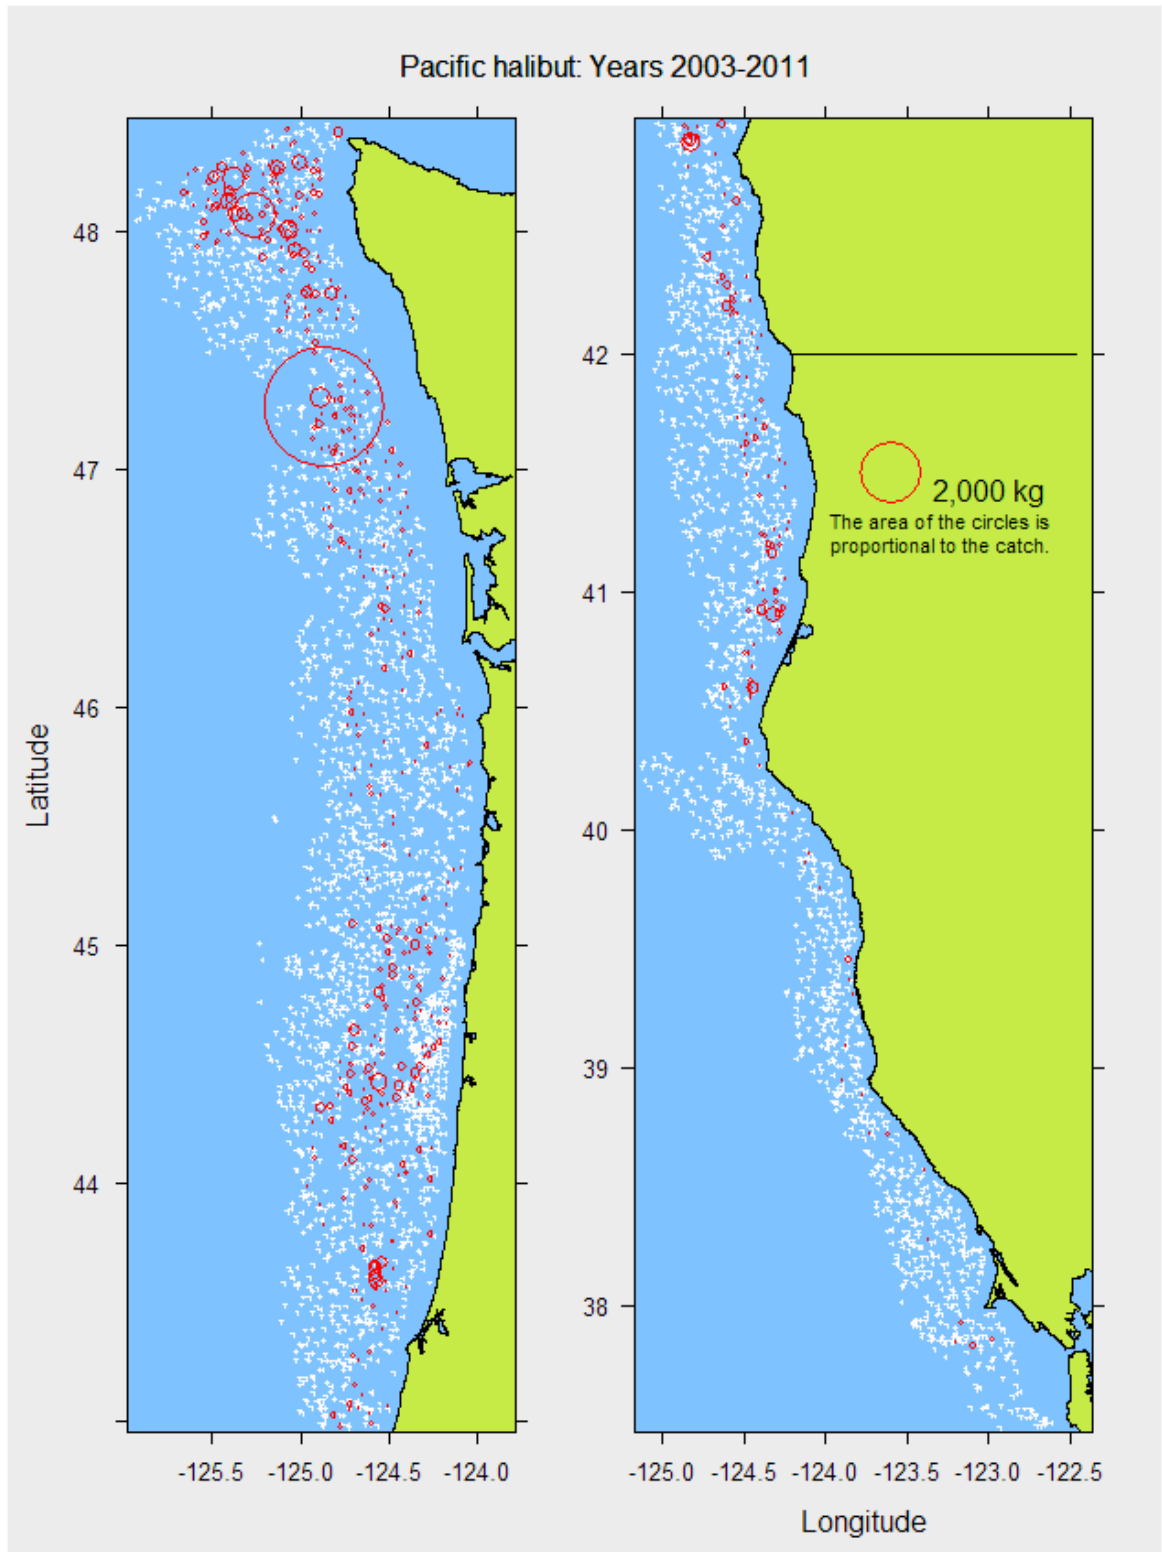 Pacific halibut: Years 2003-2011
48
47
46
45
44
Latitude
-125.5 -125.0 -124.5 -124.0
42
41
40
39
38
2,000 kg
The area of the circles is
proportional to the catch.
-125.0 -124.5 -124.0 -123.5 -123.0 -122.5
Longitude